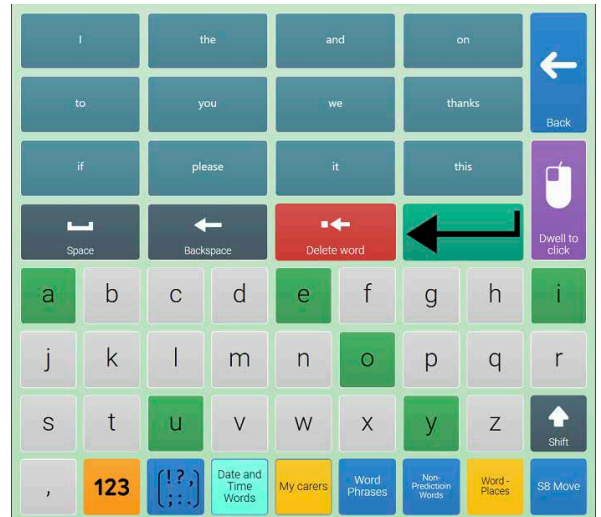 I the and on
to you we thanks
Back
if please it this
Space Backspace Delete word
Dwell to
click
a b c d e f g h i
j k l m n o p q r
s t u v w x y z
Shift
, 123 (!?,;:.) Date and
Time
Words My carers Word
Phrases Non-
Predictioin
Words Word -
Places S8 Move